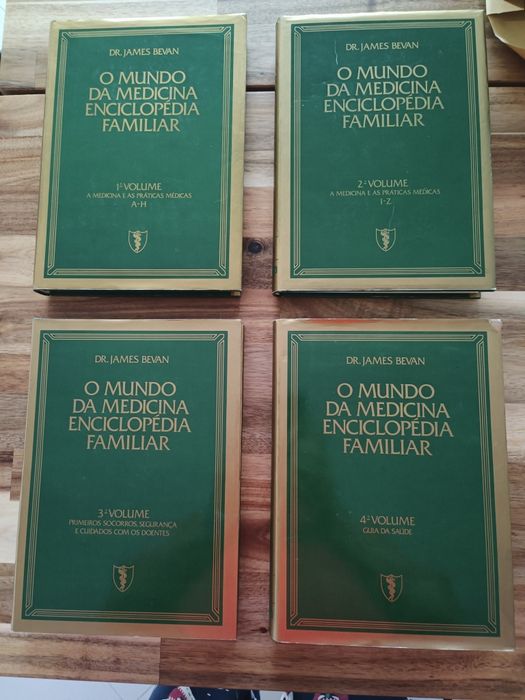 DR. JAMES BEVAN
O MUNDO
DA MEDICINA
ENCICLOPÉDIA
FAMILIAR
1º VOLUME
A MEDICINA E AS PRÁTICAS MÉDICAS
A-H
DR. JAMES BEVAN
O MUNDO
DA MEDICINA
ENCICLOPÉDIA
FAMILIAR
2º VOLUME
A MEDICINA E AS PRÁTICAS MÉDICAS
I-Z
DR. JAMES BEVAN
O MUNDO
DA MEDICINA
ENCICLOPÉDIA
FAMILIAR
3º VOLUME
PRIMEIROS SOCORROS, SEGURANÇA
E CUIDADOS COM OS DOENTES
DR. JAMES BEVAN
O MUNDO
DA MEDICINA
ENCICLOPÉDIA
FAMILIAR
4º VOLUME
GUIA DA SAÚDE